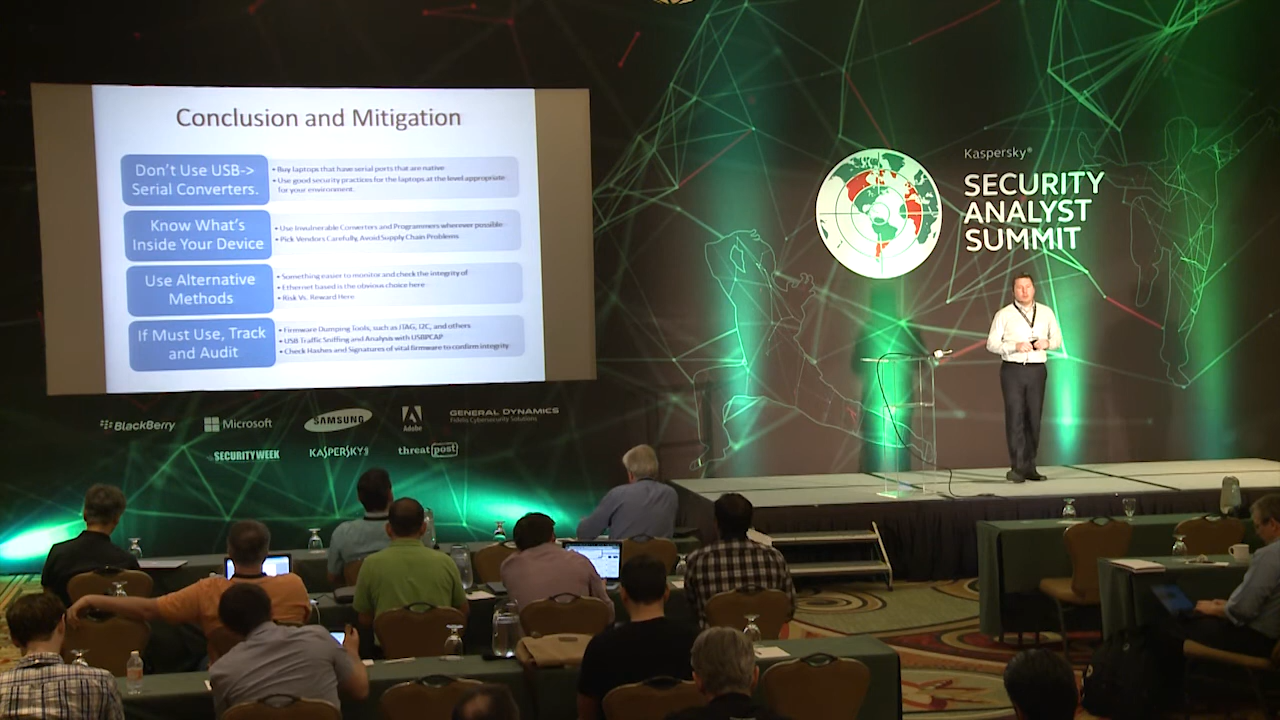 Conclusion and Mitigation
Don't Use USB->
Serial Converters.
• Buy laptops that have serial ports that are native
• Use good security practices for the laptops at the level appropriate
for your environment.
Know What's
Inside Your Device
• Use Invulnerable Converters and Programmers wherever possible
• Pick Vendors Carefully, Avoid Supply Chain Problems
Use Alternative
Methods
• Something easier to monitor and check the integrity of
• Ethernet based is the obvious choice here
• Risk Vs. Reward Here
If Must Use, Track
and Audit
• Firmware Dumping Tools, such as JTAG, I2C, and others
• USB Traffic Sniffing and Analysis with USBPCAP
• Check Hashes and Signatures of vital firmware to confirm integrity
Kaspersky®
SECURITY
ANALYST
SUMMIT
BlackBerry
Microsoft
SAMSUNG
Adobe
GENERAL DYNAMICS
Fidelis Cybersecurity Solutions
SECURITYWEEK
KASPERSKY
threatpost